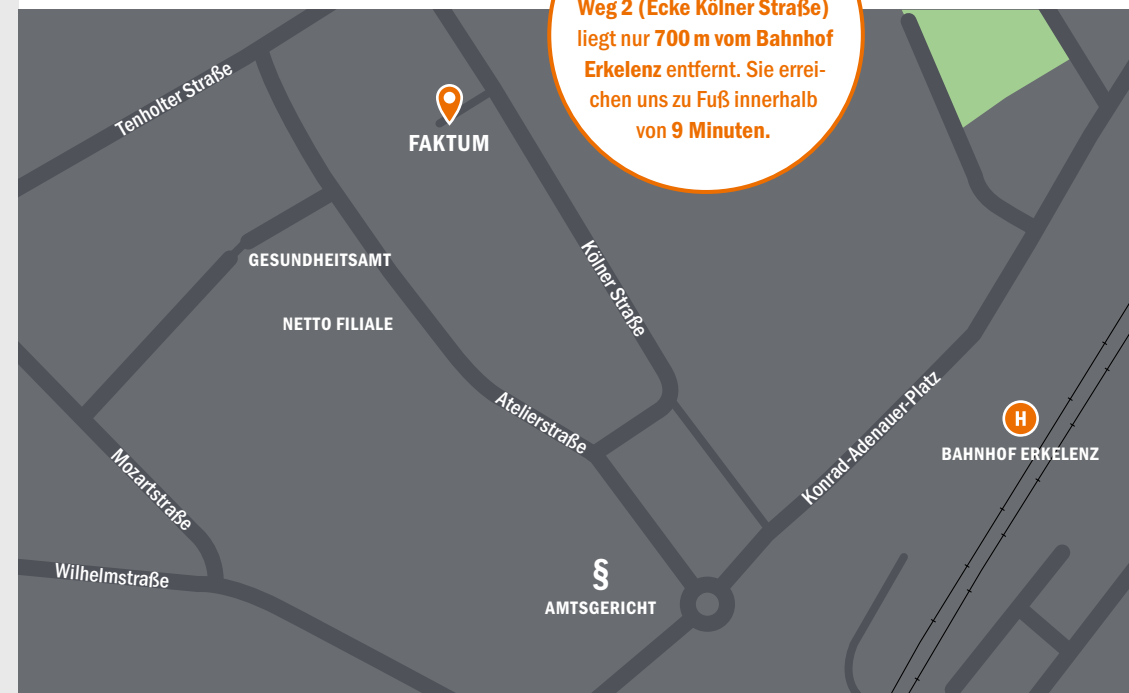 Weg 2 (Ecke Kölner Straße)
liegt nur 700 m vom Bahnhof
Erkelenz entfernt. Sie errei-
chen uns zu Fuß innerhalb
von 9 Minuten.
Tenholter Straße
FAKTUM
GESUNDHEITSAMT
Kölner Straße
NETTO FILIALE
Atelierstraße
Konrad-Adenauer-Platz
H
BAHNHOF ERKELENZ
Mozartstraße
Wilhelmstraße
§
AMTSGERICHT